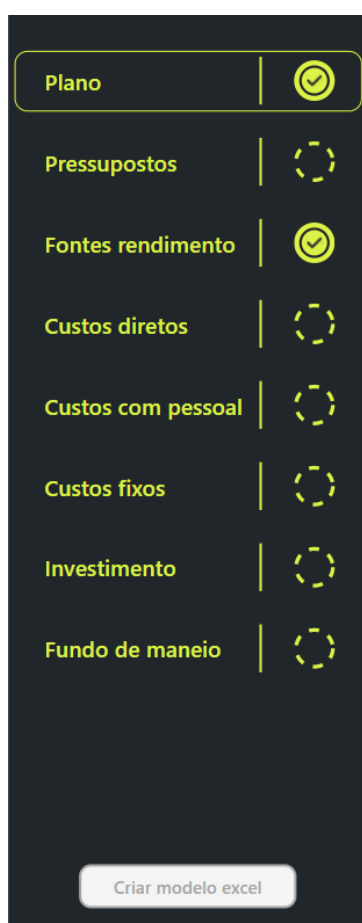 Plano
Pressupostos
Fontes rendimento
Custos diretos
Custos com pessoal
Custos fixos
Investimento
Fundo de maneio
Criar modelo excel